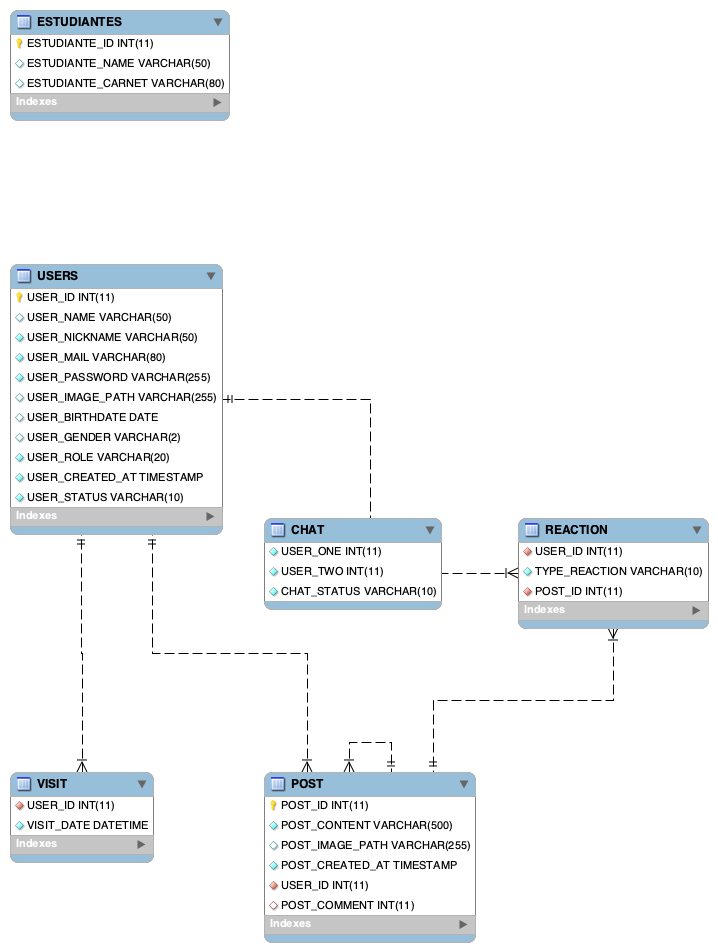 ESTUDIANTES
ESTUDIANTE_ID INT(11)
ESTUDIANTE_NAME VARCHAR(50)
ESTUDIANTE_CARNET VARCHAR(80)
Indexes
USERS
USER_ID INT(11)
USER_NAME VARCHAR(50)
USER_NICKNAME VARCHAR(50)
USER_MAIL VARCHAR(80)
USER_PASSWORD VARCHAR(255)
USER_IMAGE_PATH VARCHAR(255)
USER_BIRTHDATE DATE
USER_GENDER VARCHAR(2)
USER_ROLE VARCHAR(20)
USER_CREATED_AT TIMESTAMP
USER_STATUS VARCHAR(10)
Indexes
CHAT
USER_ONE INT(11)
USER_TWO INT(11)
CHAT_STATUS VARCHAR(10)
REACTION
USER_ID INT(11)
TYPE_REACTION VARCHAR(10)
POST_ID INT(11)
Indexes
VISIT
USER_ID INT(11)
VISIT_DATE DATETIME
Indexes
POST
POST_ID INT(11)
POST_CONTENT VARCHAR(500)
POST_IMAGE_PATH VARCHAR(255)
POST_CREATED_AT TIMESTAMP
USER_ID INT(11)
POST_COMMENT INT(11)
Indexes